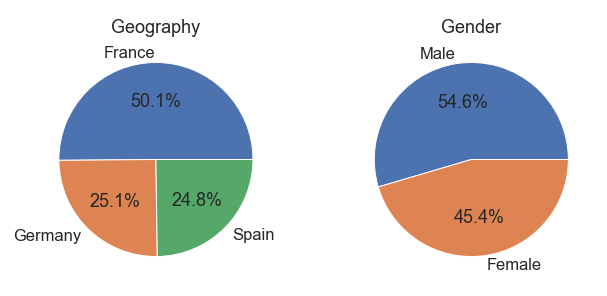 Geography
France
50.1%
25.1%
24.8%
Germany
Spain
Gender
Male
54.6%
45.4%
Female